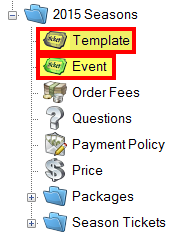 2015 Seasons
Template
Event
Order Fees
Questions
Payment Policy
Price
Packages
Season Tickets